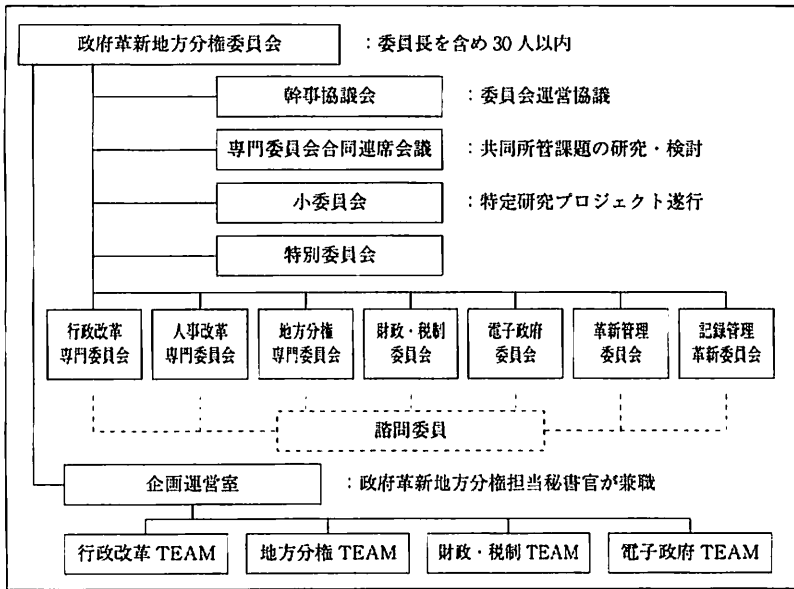 政府革新地方分権委員会 ：委員長を含め30人以内
幹事協議会 ：委員会運営協議
専門委員会合同連席会議 ：共同所管課題の研究・検討
小委員会 ：特定研究プロジェクト遂行
特別委員会
行政改革
専門委員会
人事改革
専門委員会
地方分権
専門委員会
財政・税制
委員会
電子政府
委員会
革新管理
委員会
記録管理
革新委員会
諮問委員
企画運営室 ：政府革新地方分権担当秘書官が兼職
行政改革 TEAM
地方分権 TEAM
財政・税制 TEAM
電子政府 TEAM